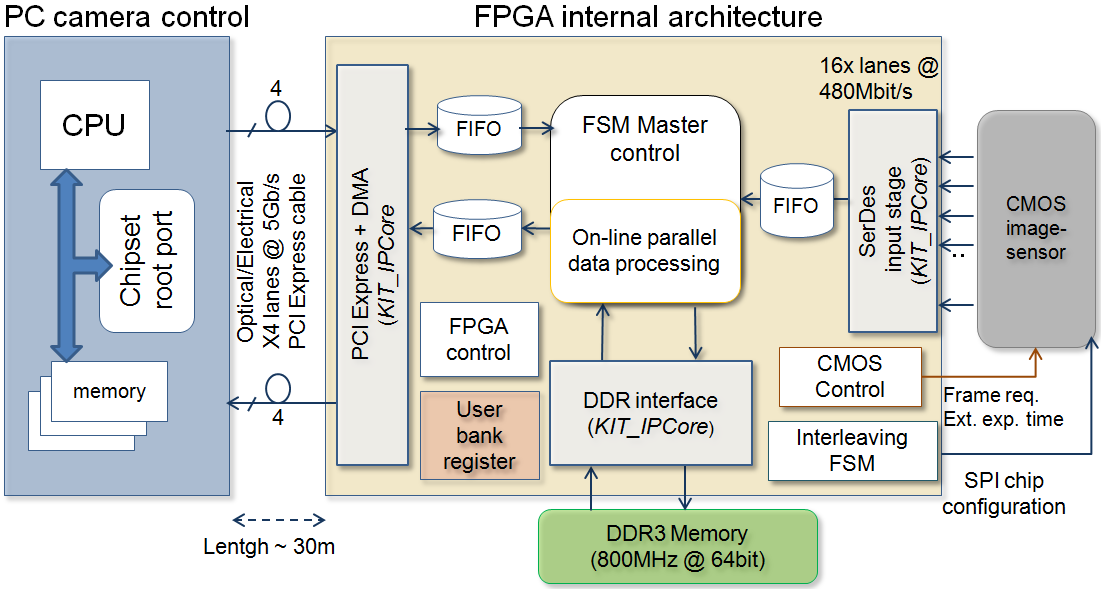 PC camera control
FPGA internal architecture
CPU
Chipset
root port
memory
4
Optical/Electrical
X4 lanes @ 5Gb/s
PCI Express cable
4
Lentgh ~ 30m
PCI Express + DMA
(KIT_IPCore
FIFO
FIFO
FSM Master
control
On-line parallel
data processing
FIFO
16x lanes @
480Mbit/s
SerDes
input stage
(KIT_IPCore)
..
CMOS
image-
sensor
FPGA
control
User
bank
register
DDR interface
(KIT_IPCore)
CMOS
Control
Interleaving
FSM
Frame req.
Ext. exp. time
SPI chip
configuration
DDR3 Memory
(800MHz @ 64bit)